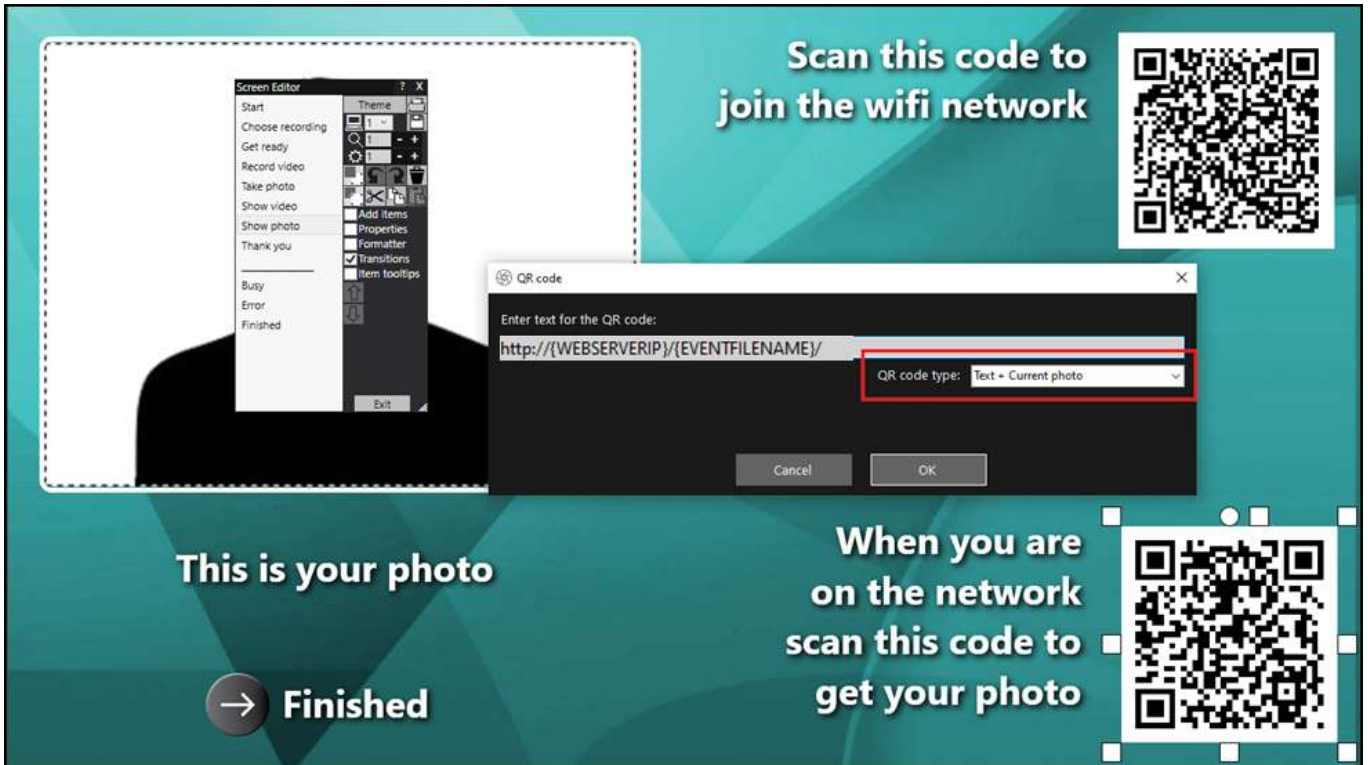 Scan this code to
join the wifi network
Screen Editor ? X
Start
Choose recording
Get ready
Record video
Take photo
Show video
Show photo
Thank you
Busy
Error
Finished
Theme
1
1 - +
1 - +
Add items
Properties
Formatter
Transitions
Item tooltips
Exit
QR code
Enter text for the QR code:
http://{WEBSERVERIP}/{EVENTFILENAME}/
QR code type: Text + Current photo
Cancel OK
This is your photo
Finished
When you are
on the network
scan this code to
get your photo